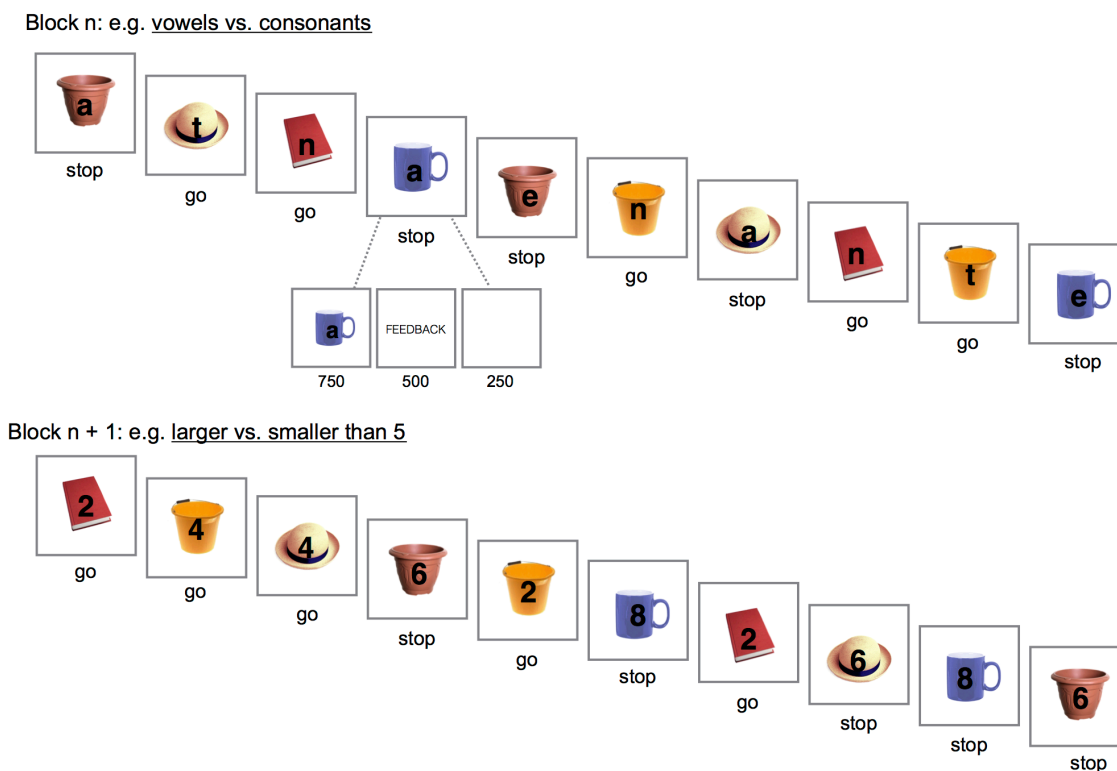 Block n: e.g. vowels vs. consonants
a
stop
t
go
n
go
a
stop
e
stop
n
go
a
stop
n
go
t
go
e
stop
a
FEEDBACK
750
500
250
Block n + 1: e.g. larger vs. smaller than 5
2
go
4
go
4
go
6
stop
2
go
8
stop
2
go
6
stop
8
stop
6
stop